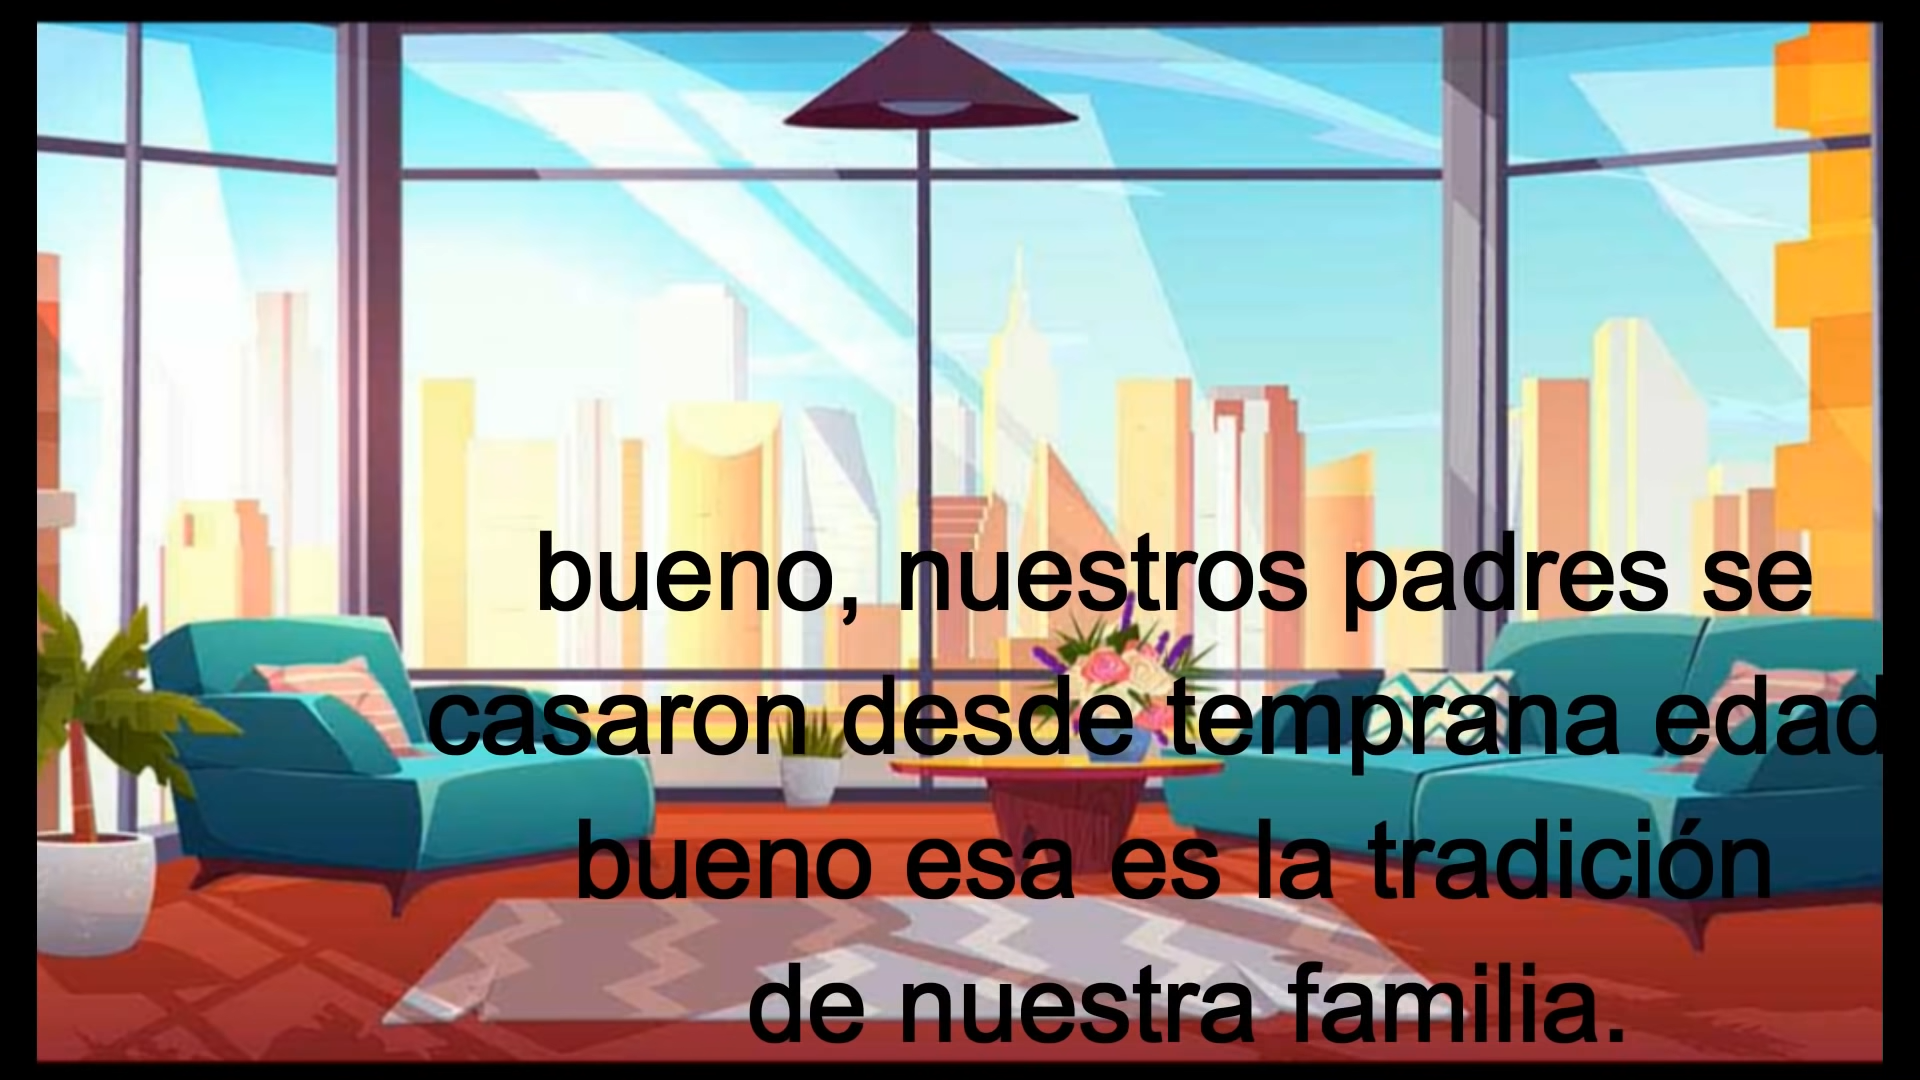 bueno, nuestros padres se
casaron desde temprana edad
bueno esa es la tradición
de nuestra familia.